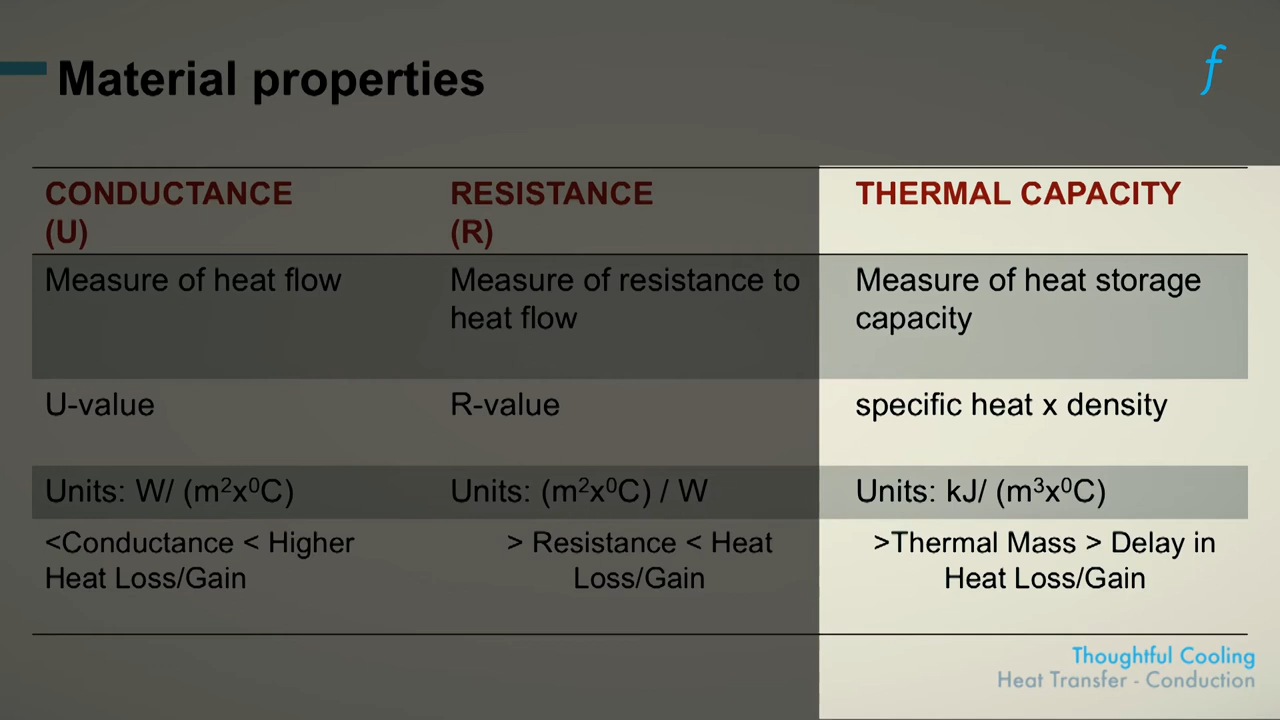 Material properties
f
CONDUCTANCE
(U)
RESISTANCE
(R)
THERMAL CAPACITY
Measure of heat flow
Measure of resistance to
heat flow
Measure of heat storage
capacity
U-value
R-value
specific heat x density
Units: W/ (m²x⁰C)
Units: (m²x⁰C) / W
Units: kJ/ (m³x⁰C)
<Conductance < Higher
Heat Loss/Gain
> Resistance < Heat
Loss/Gain
>Thermal Mass > Delay in
Heat Loss/Gain
Thoughtful Cooling
Heat Transfer - Conduction